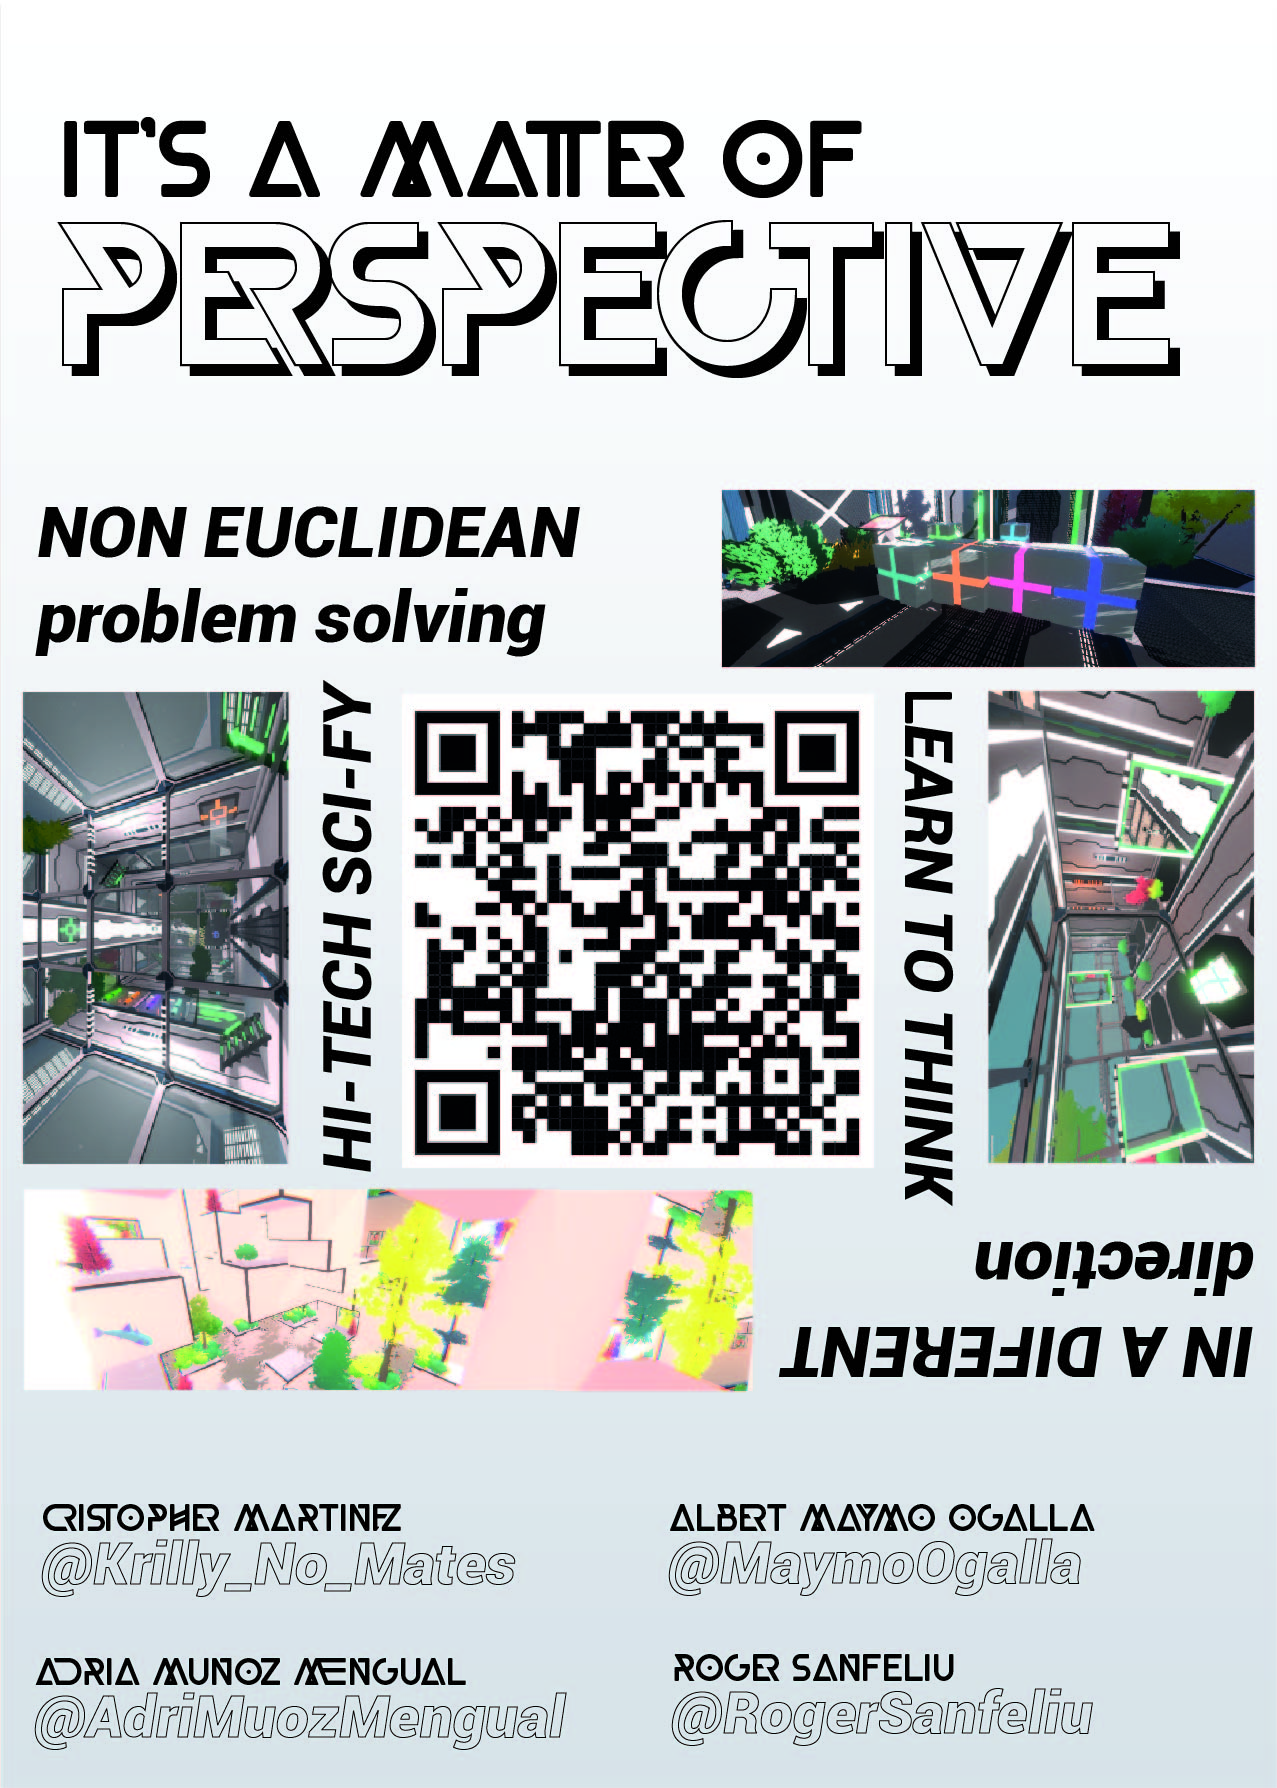 IT'S A MATTER OF
PERSPECTIVE
NON EUCLIDEAN
problem solving
HI-TECH SCI-FY
LEARN TO THINK
IN A DIFERENT
direction
CRISTOPHER MARTINEZ
@Krilly_No_Mates
ALBERT MAYMO OGALLA
@MaymoOgalla
ADRIA MUNOZ MENGUAL
@AdriMuozMengual
ROGER SANFELIU
@RogerSanfeliu